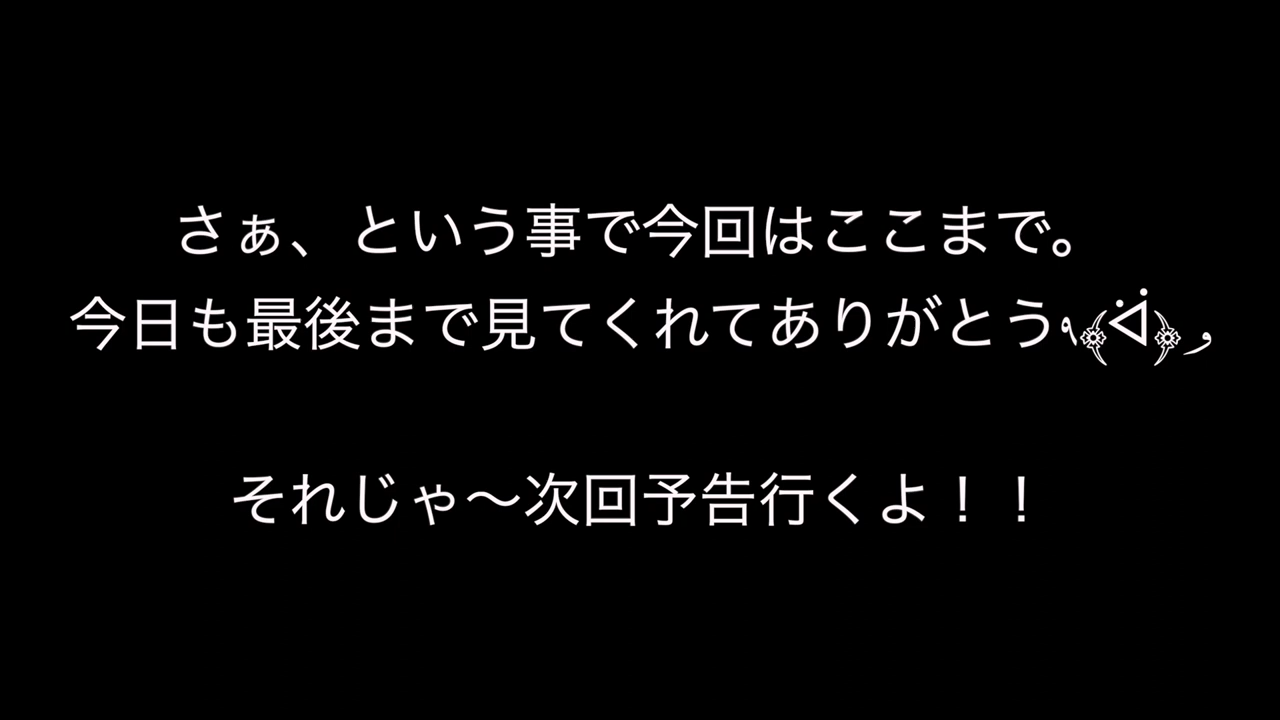 さぁ、という事で今回はここまで。
今日も最後まで見てくれてありがとう٩﴾ᐛ﴿و
それじゃ〜次回予告行くよ！！